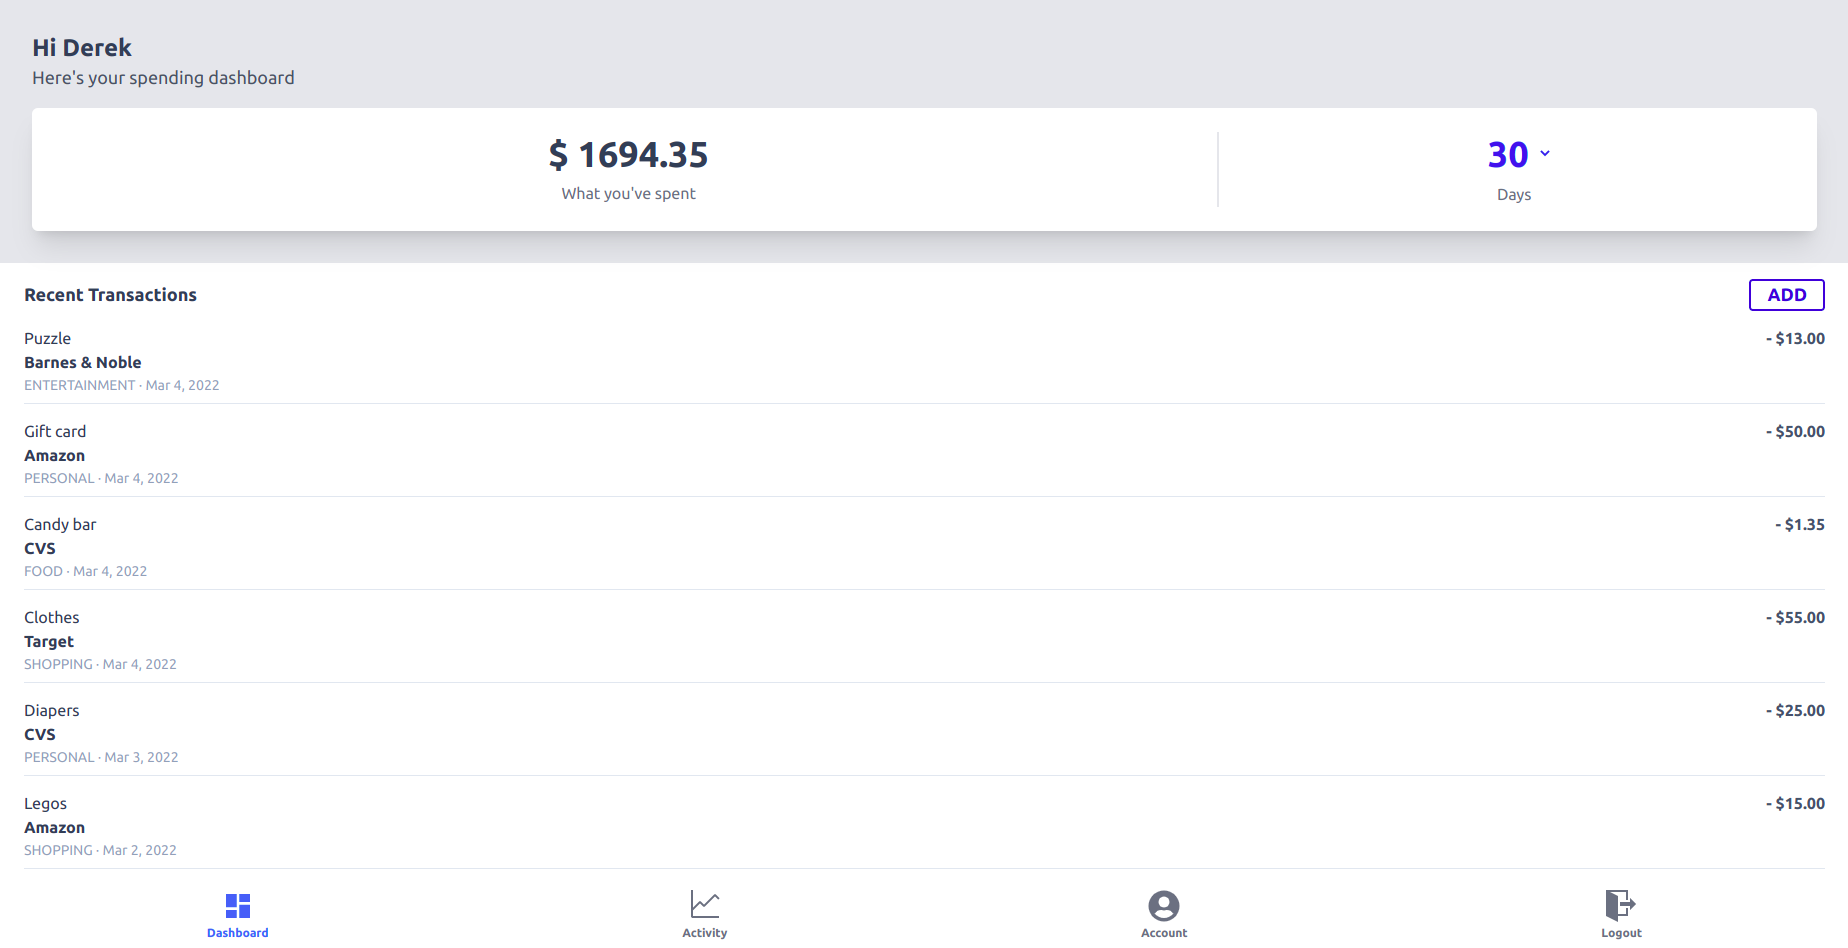 Hi Derek
Here's your spending dashboard
$ 1694.35
What you've spent
30
Days
Recent Transactions
ADD
Puzzle
- $13.00
Barnes & Noble
ENTERTAINMENT · Mar 4, 2022
Gift card
- $50.00
Amazon
PERSONAL · Mar 4, 2022
Candy bar
- $1.35
CVS
FOOD · Mar 4, 2022
Clothes
- $55.00
Target
SHOPPING · Mar 4, 2022
Diapers
- $25.00
CVS
PERSONAL · Mar 3, 2022
Legos
- $15.00
Amazon
SHOPPING · Mar 2, 2022
Dashboard
Activity
Account
Logout